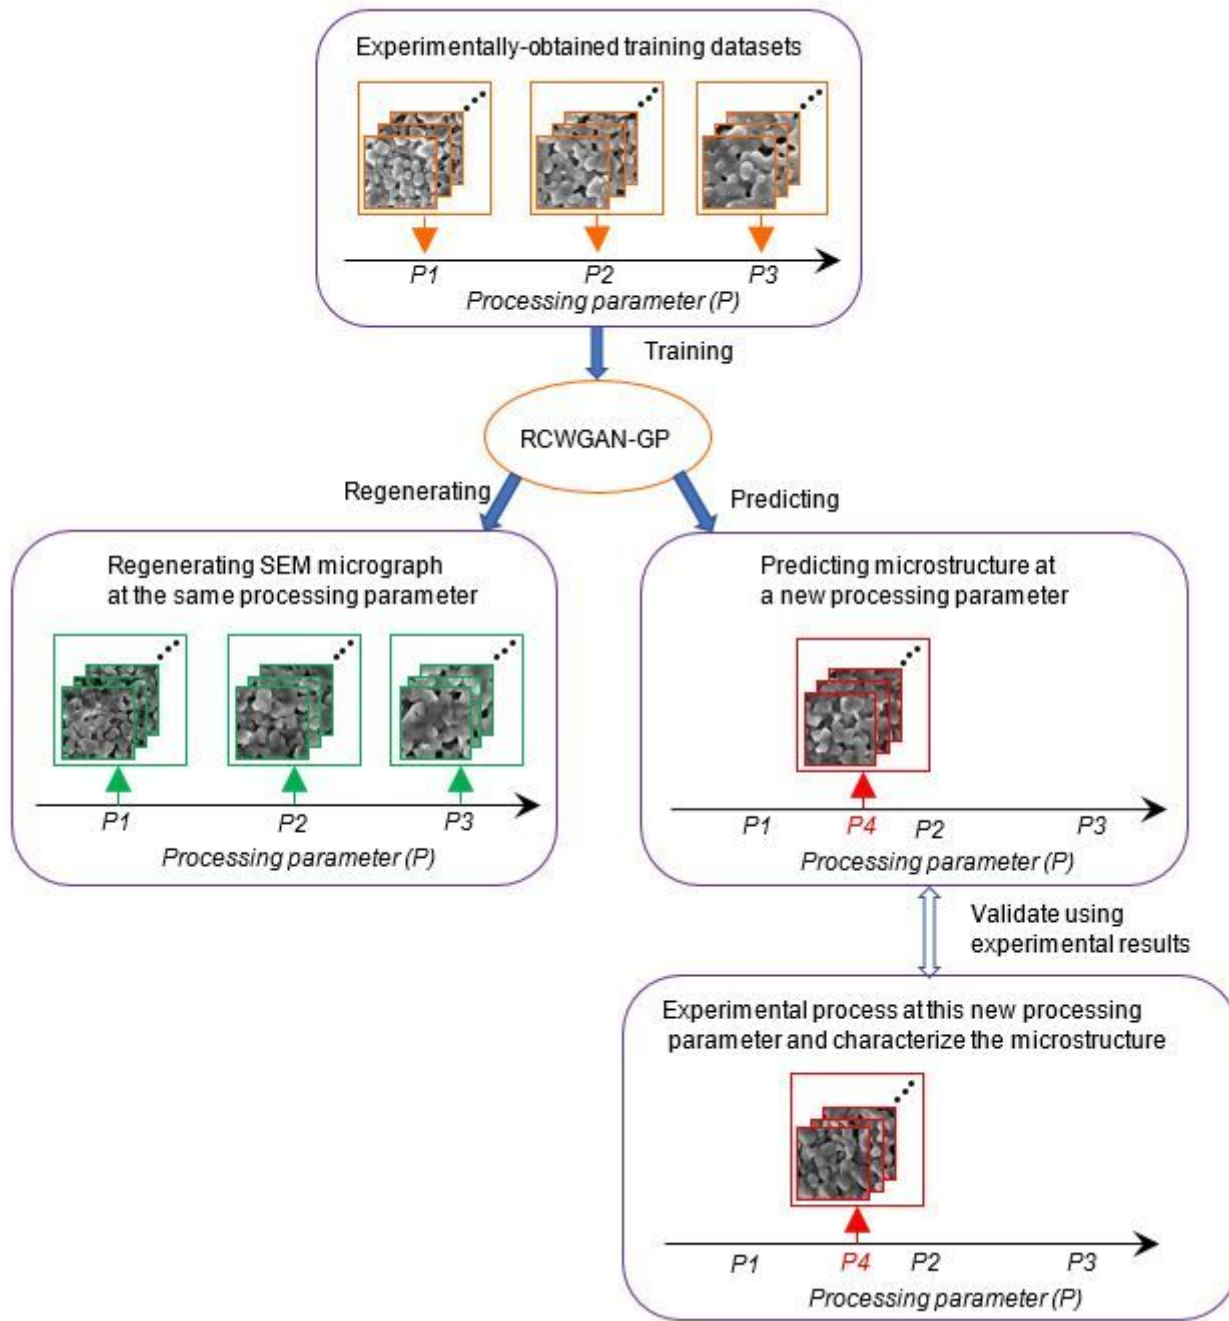 Experimentally-obtained training datasets
P1 P2 P3
Processing parameter (P)
Training
RCWGAN-GP
Regenerating
Predicting
Regenerating SEM micrograph
at the same processing parameter
P1 P2 P3
Processing parameter (P)
Predicting microstructure at
a new processing parameter
P1 P4 P2 P3
Processing parameter (P)
Validate using
experimental results
Experimental process at this new processing
parameter and characterize the microstructure
P1 P4 P2 P3
Processing parameter (P)